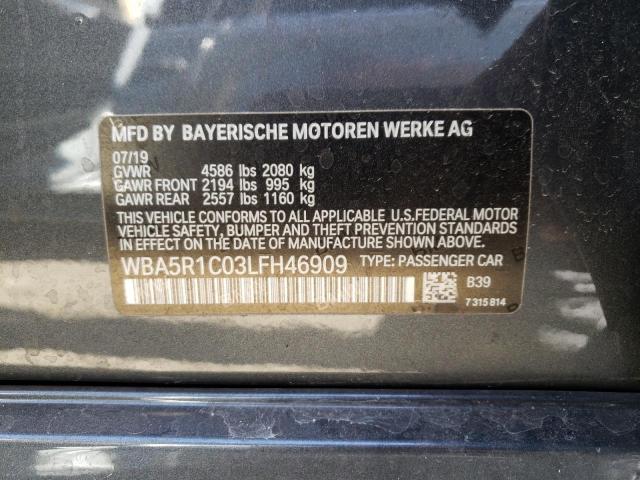 MFD BY BAYERISCHE MOTOREN WERKE AG
07/19
GVWR 4586 lbs 2080 kg
GAWR FRONT 2194 lbs 995 kg
GAWR REAR 2557 lbs 1160 kg
THIS VEHICLE CONFORMS TO ALL APPLICABLE U.S.FEDERAL MOTOR
VEHICLE SAFETY, BUMPER, AND THEFT PREVENTION STANDARDS
IN EFFECT ON THE DATE OF MANUFACTURE SHOWN ABOVE.
WBA5R1C03LFH46909 TYPE: PASSENGER CAR
B39
7 315 814